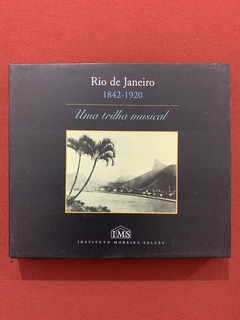 Rio de Janeiro
1842-1920
Uma trilha musical
IMS
INSTITUTO MOREIRA SALLES